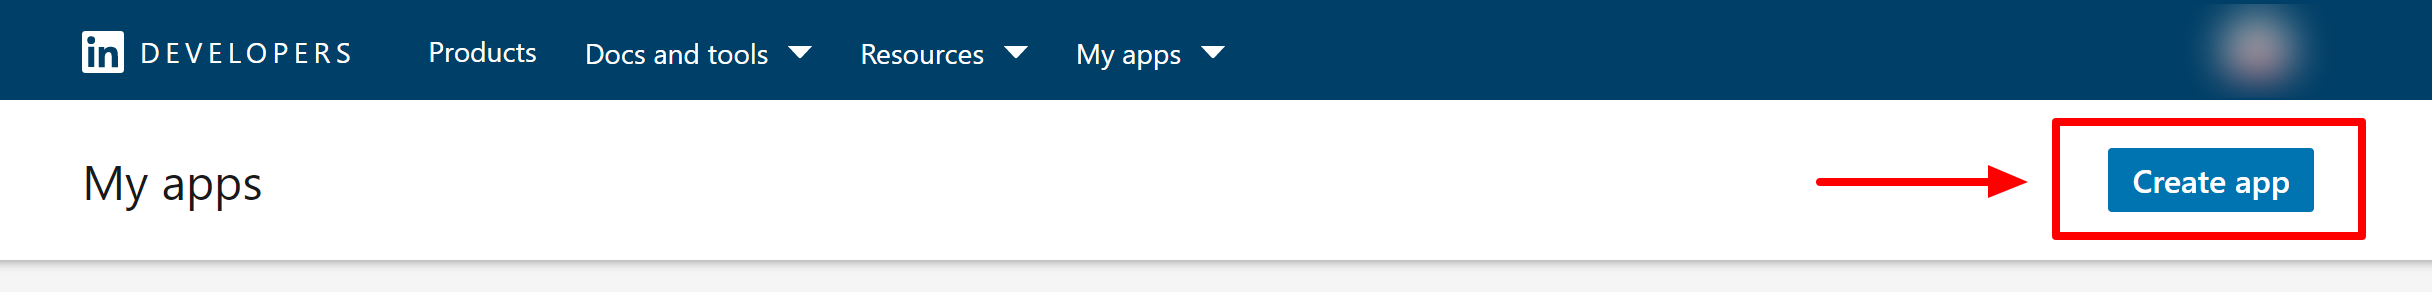 in DEVELOPERS Products Docs and tools Resources My apps
My apps Create app